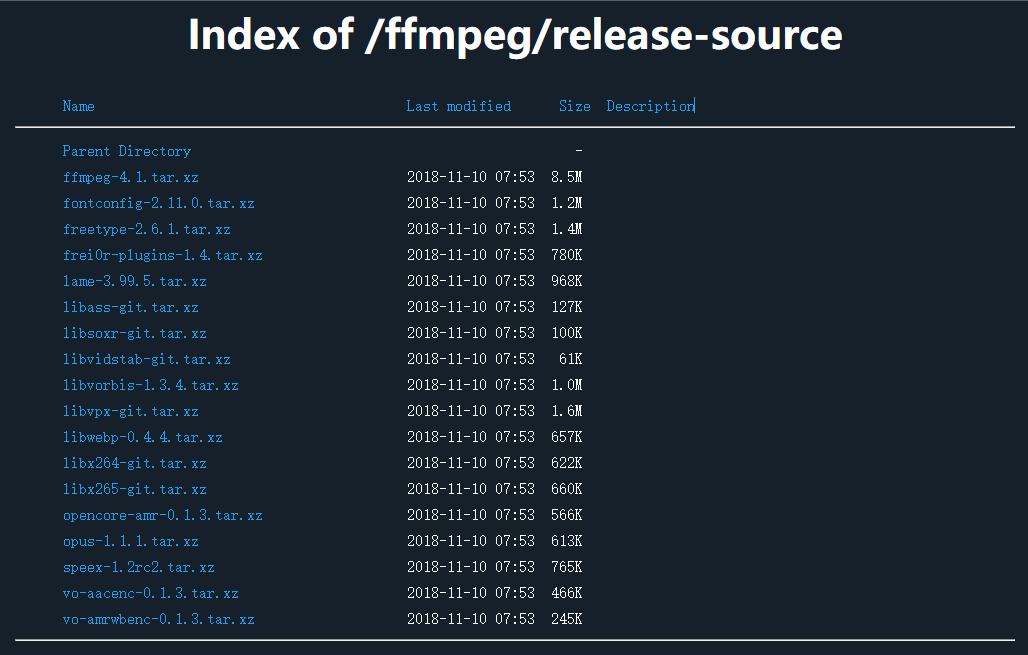 Index of /ffmpeg/release-source
Name Last modified Size Description
Parent Directory -
ffmpeg-4.1.tar.xz 2018-11-10 07:53 8.5M
fontconfig-2.11.0.tar.xz 2018-11-10 07:53 1.2M
freetype-2.6.1.tar.xz 2018-11-10 07:53 1.4M
frei0r-plugins-1.4.tar.xz 2018-11-10 07:53 780K
lame-3.99.5.tar.xz 2018-11-10 07:53 968K
libass-git.tar.xz 2018-11-10 07:53 127K
libsoxr-git.tar.xz 2018-11-10 07:53 100K
libvidstab-git.tar.xz 2018-11-10 07:53 61K
libvorbis-1.3.4.tar.xz 2018-11-10 07:53 1.0M
libvpx-git.tar.xz 2018-11-10 07:53 1.6M
libwebp-0.4.4.tar.xz 2018-11-10 07:53 657K
libx264-git.tar.xz 2018-11-10 07:53 622K
libx265-git.tar.xz 2018-11-10 07:53 660K
opencore-amr-0.1.3.tar.xz 2018-11-10 07:53 566K
opus-1.1.1.tar.xz 2018-11-10 07:53 613K
speex-1.2rc2.tar.xz 2018-11-10 07:53 765K
vo-aacenc-0.1.3.tar.xz 2018-11-10 07:53 466K
vo-amrwbenc-0.1.3.tar.xz 2018-11-10 07:53 245K